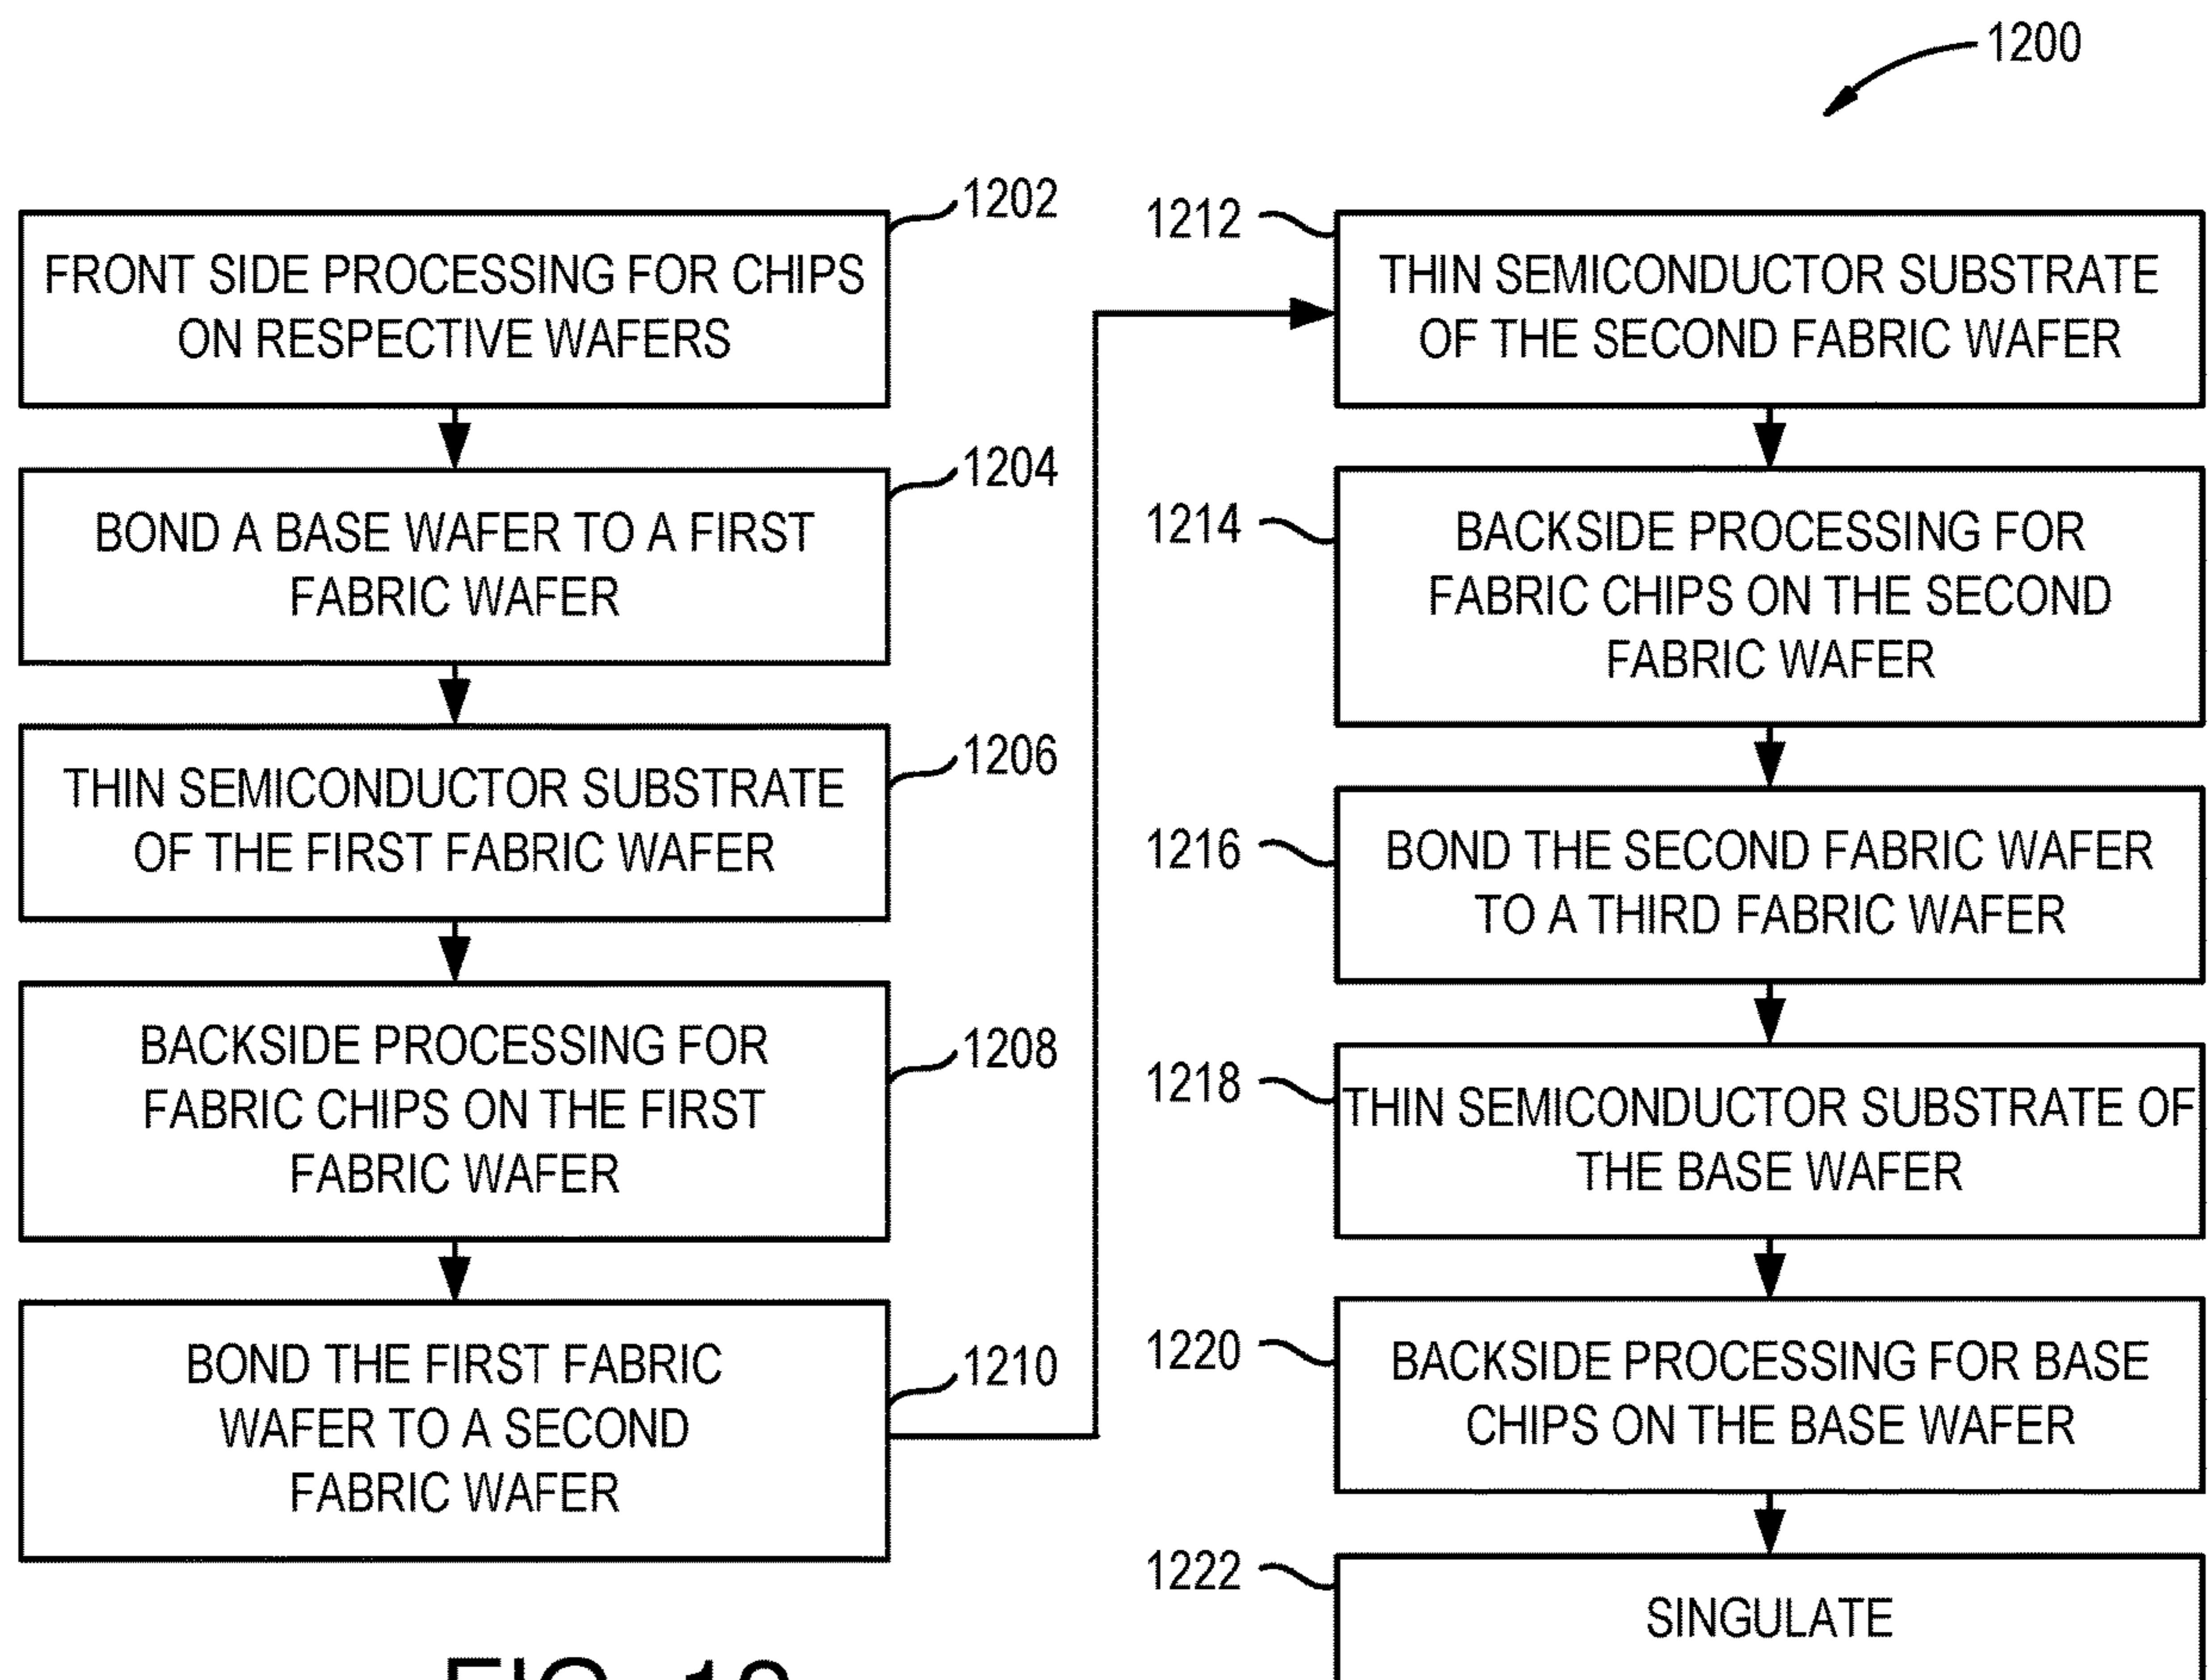 1200
1202
FRONT SIDE PROCESSING FOR CHIPS
ON RESPECTIVE WAFERS
1204
BOND A BASE WAFER TO A FIRST
FABRIC WAFER
1206
THIN SEMICONDUCTOR SUBSTRATE
OF THE FIRST FABRIC WAFER
1208
BACKSIDE PROCESSING FOR
FABRIC CHIPS ON THE FIRST
FABRIC WAFER
1210
BOND THE FIRST FABRIC
WAFER TO A SECOND
FABRIC WAFER
1212
THIN SEMICONDUCTOR SUBSTRATE
OF THE SECOND FABRIC WAFER
1214
BACKSIDE PROCESSING FOR
FABRIC CHIPS ON THE SECOND
FABRIC WAFER
1216
BOND THE SECOND FABRIC WAFER
TO A THIRD FABRIC WAFER
1218
THIN SEMICONDUCTOR SUBSTRATE OF
THE BASE WAFER
1220
BACKSIDE PROCESSING FOR BASE
CHIPS ON THE BASE WAFER
1222
SINGULATE
FIG.